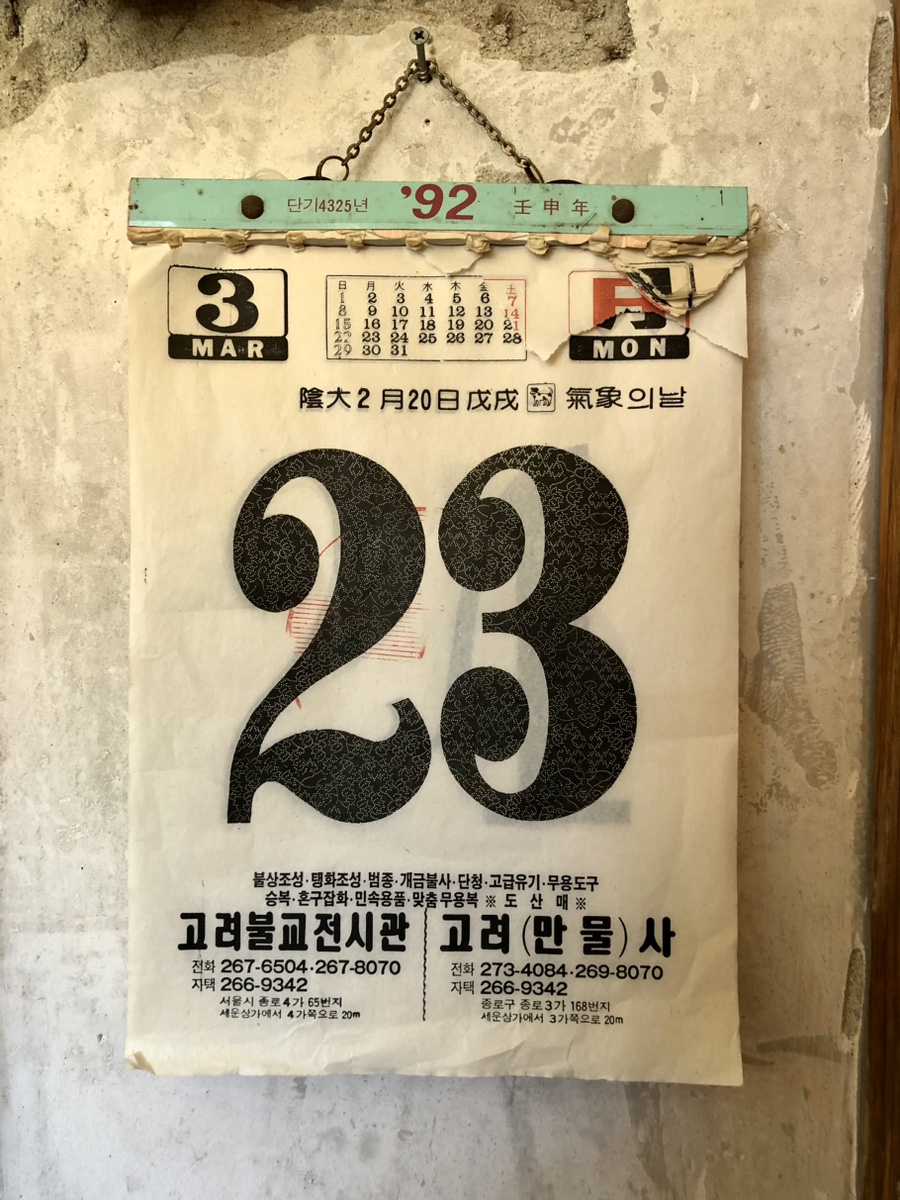 단기4325년 '92 壬申年
3 MAR
日 月 火 水 木 金 土
1 2 3 4 5 6 7
8 9 10 11 12 13 14
15 16 17 18 19 20 21
22 23 24 25 26 27 28
29 30 31
月 MON
陰大2月20日戊戌 氣象의날
23
불상조성·탱화조성·범종·개금불사·단청·고급유기·무용도구
승복·혼구잡화·민속용품·맞춤무용복 ※ 도산매 ※
고려불교전시관
전화 267-6504·267-8070
자택 266-9342
서울시 종로4가 65번지
세운상가에서 4가쪽으로 20m
고려(만물)사
전화 273-4084·269-8070
자택 266-9342
종로구 종로3가 168번지
세운상가에서 3가쪽으로 20m